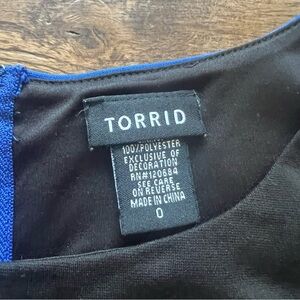 TORRID
100%POLYESTER
EXCLUSIVE OF
DECORATION
RN#120684
SEE CARE
ON REVERSE
MADE IN CHINA
0